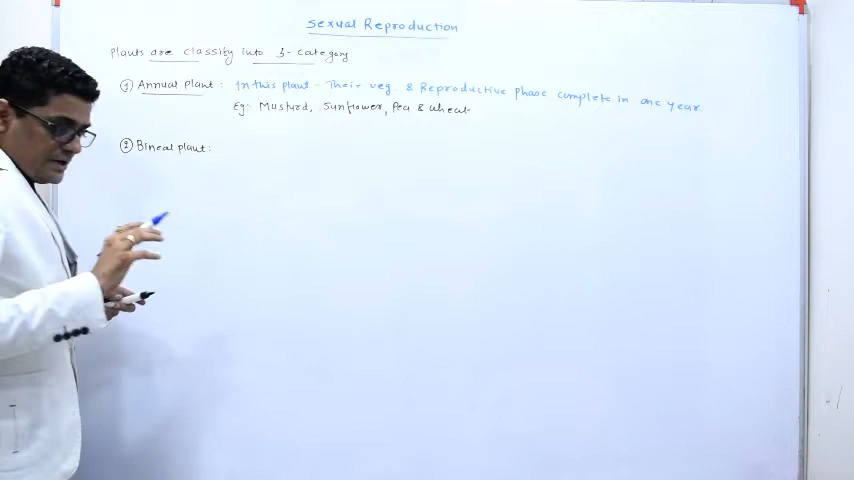 Sexual Reproduction
Plants are classify into 3-category
① Annual plant : In this plant - Their veg. & Reproductive phase complete in one year.
Eg:- Mustard, Sunflower, Pea & wheat
② Bineal plant :